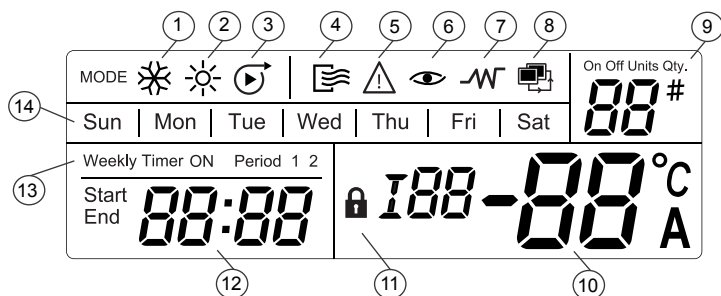 1 2 3 4 5 6 7 8 9
MODE
On Off Units Qty.
88 #
14
Sun Mon Tue Wed Thu Fri Sat
13
Weekly Timer ON Period 1 2
Start
End
88:88
I88
-88
°C
A
12 11 10